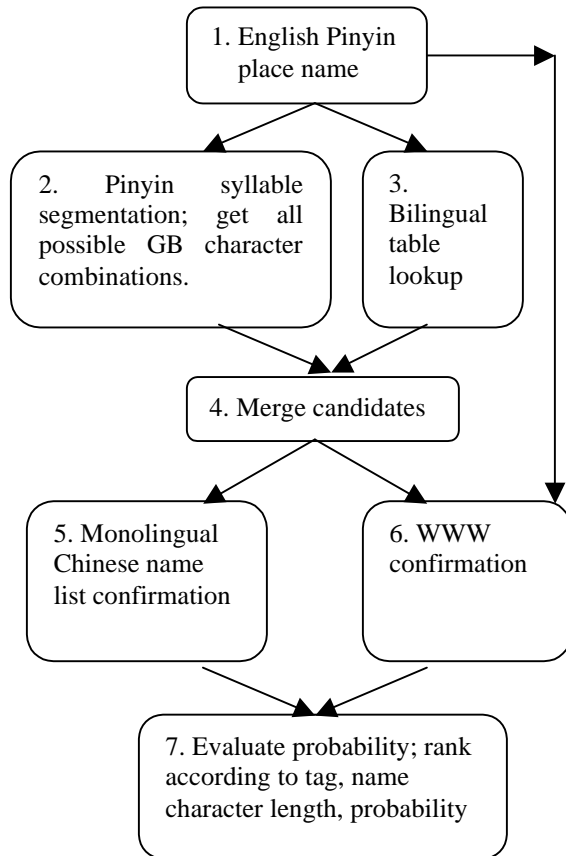 1. English Pinyin
place name
2. Pinyin syllable
segmentation; get all
possible GB character
combinations.
3.
Bilingual
table
lookup
4. Merge candidates
5. Monolingual
Chinese name
list confirmation
6. WWW
confirmation
7. Evaluate probability; rank
according to tag, name
character length, probability